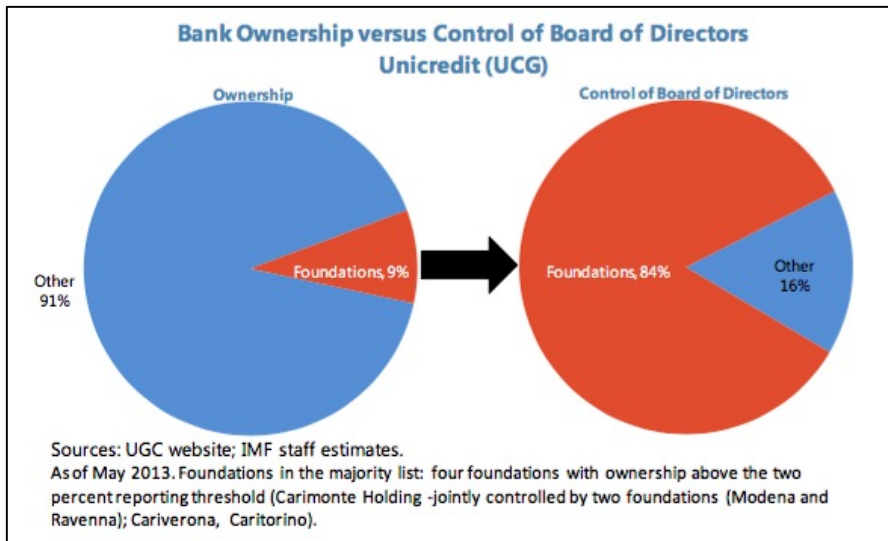 Bank Ownership versus Control of Board of Directors
Unicredit (UCG)
Ownership
Control of Board of Directors
Other
91%
Foundations, 9%
Foundations, 84%
Other
16%
Sources: UGC website; IMF staff estimates.
As of May 2013. Foundations in the majority list: four foundations with ownership above the two
percent reporting threshold (Carimonte Holding -jointly controlled by two foundations (Modena and
Ravenna); Cariverona, Caritorino).